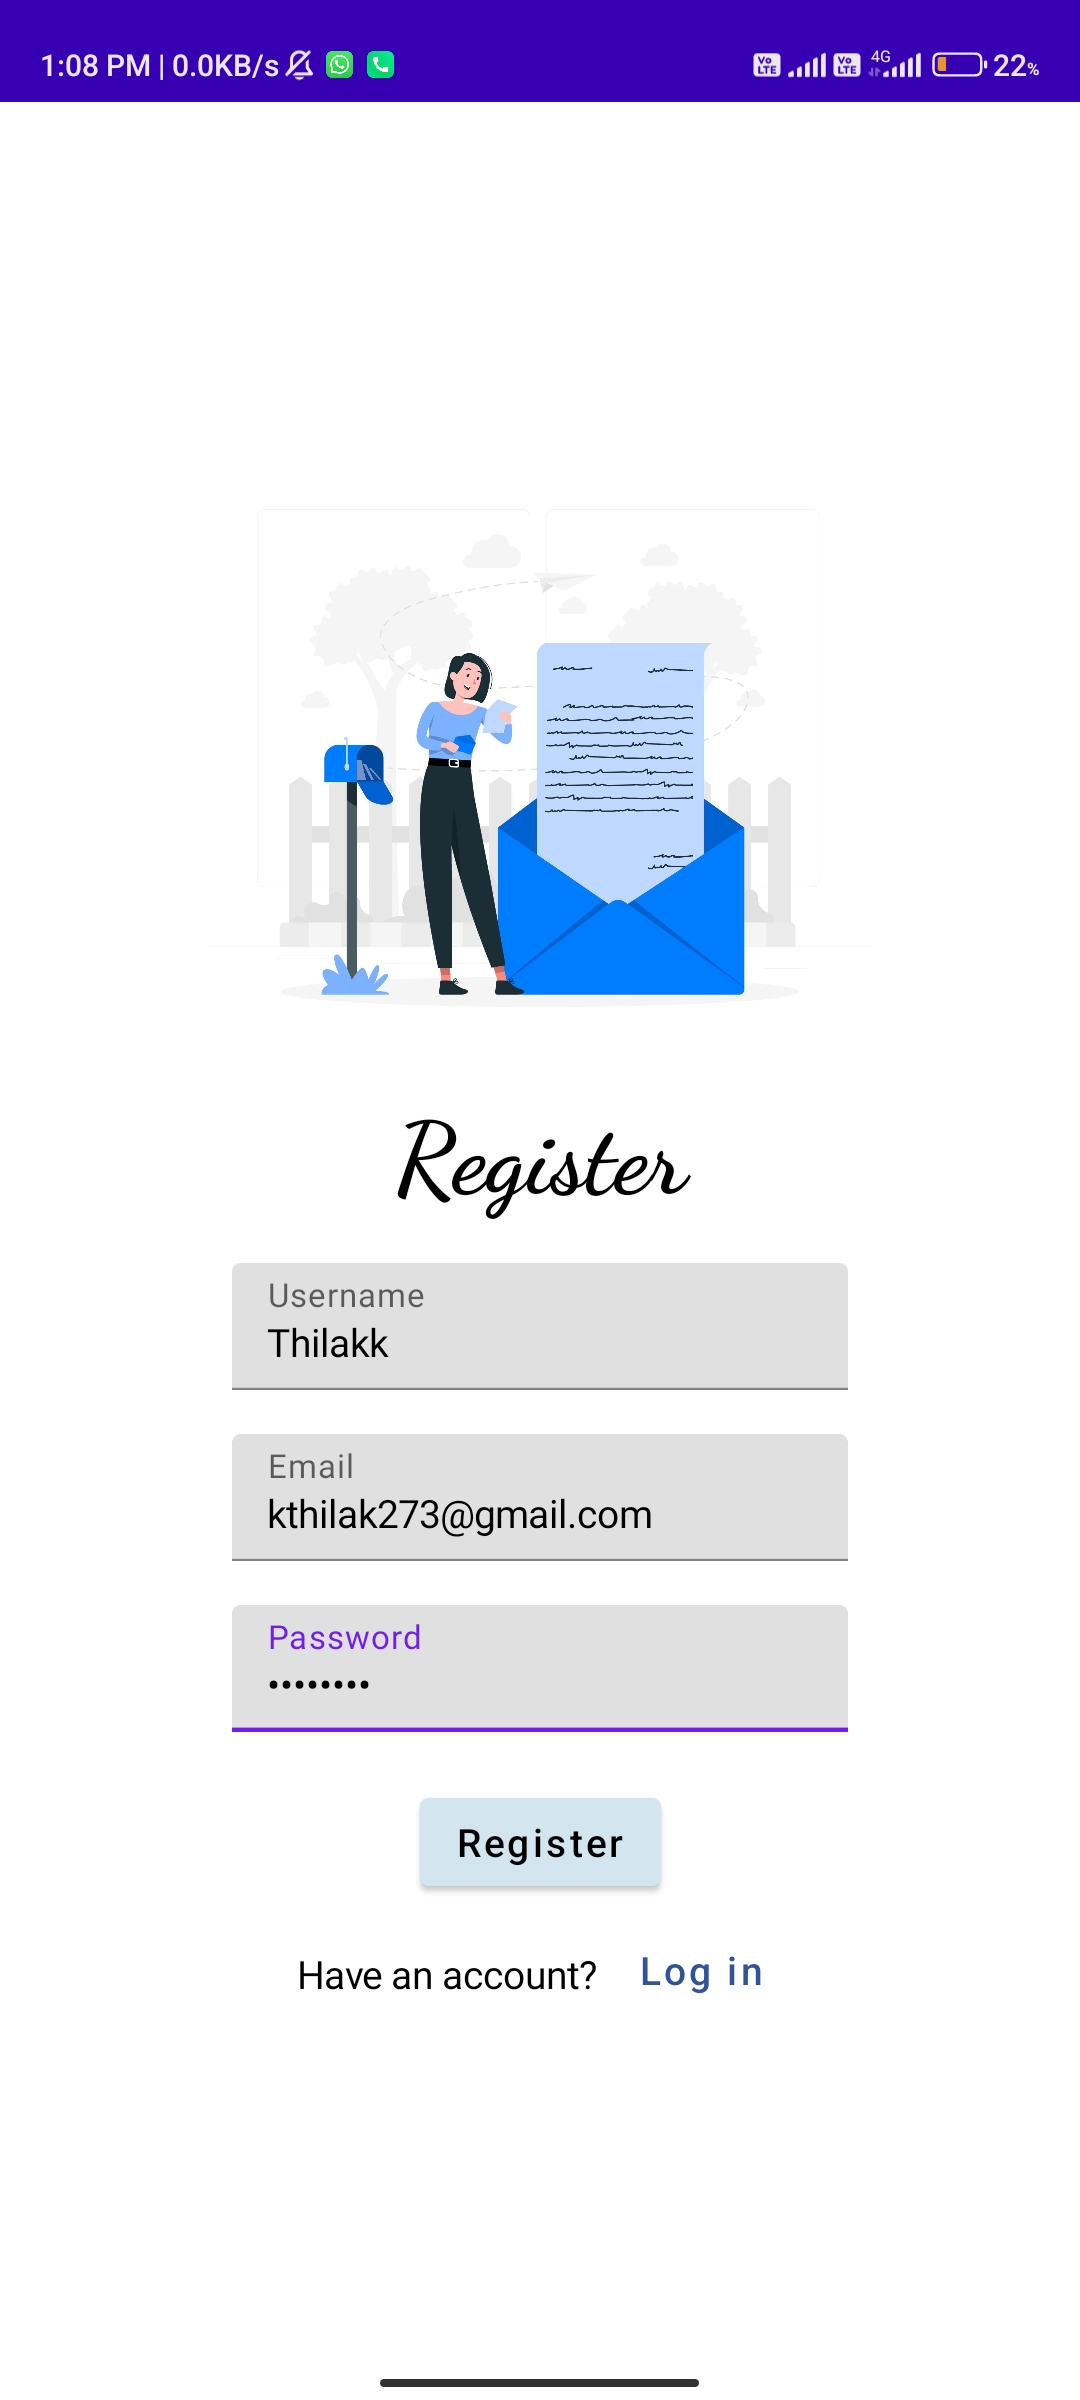 1:08 PM | 0.0KB/s Vo LTE Vo LTE 4G 22%
Register
Username
Thilakk
Email
kthilak273@gmail.com
Password
••••••••
Register
Have an account? Log in